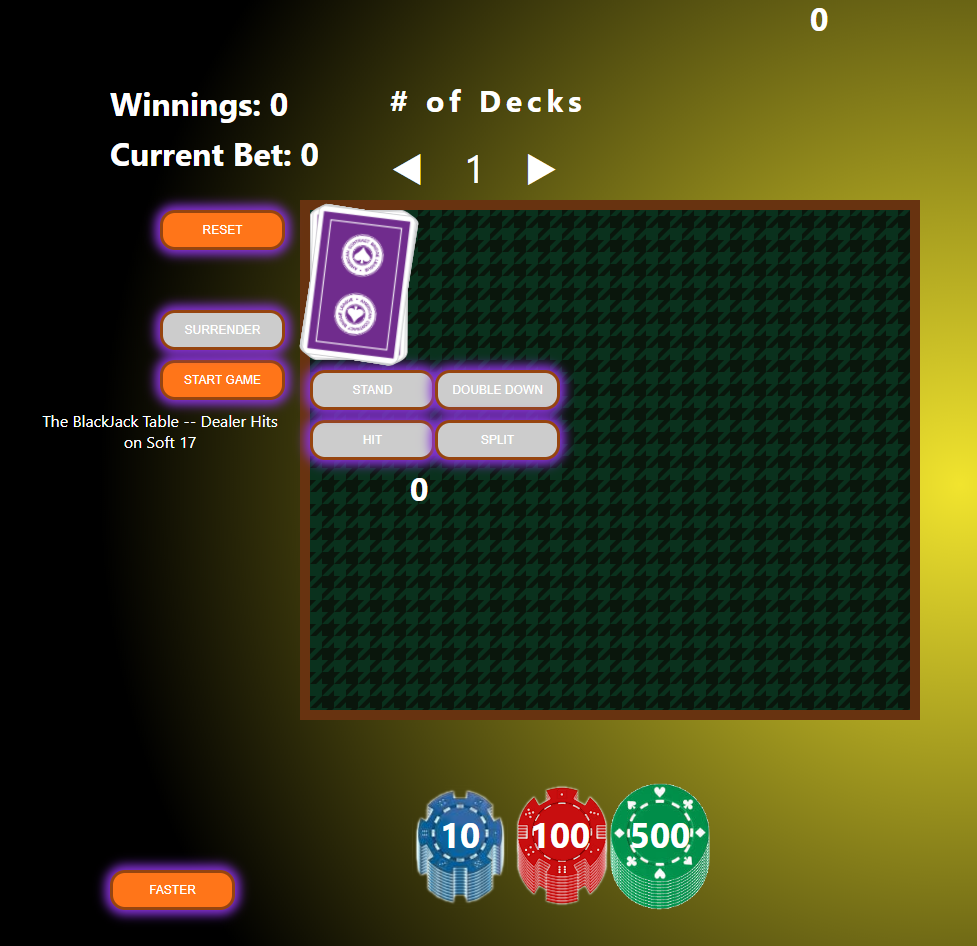 0
Winnings: 0
# of Decks
Current Bet: 0
◀ 1 ▶
RESET
SURRENDER
START GAME
The BlackJack Table -- Dealer Hits
on Soft 17
STAND
DOUBLE DOWN
HIT
SPLIT
0
10
100
500
FASTER